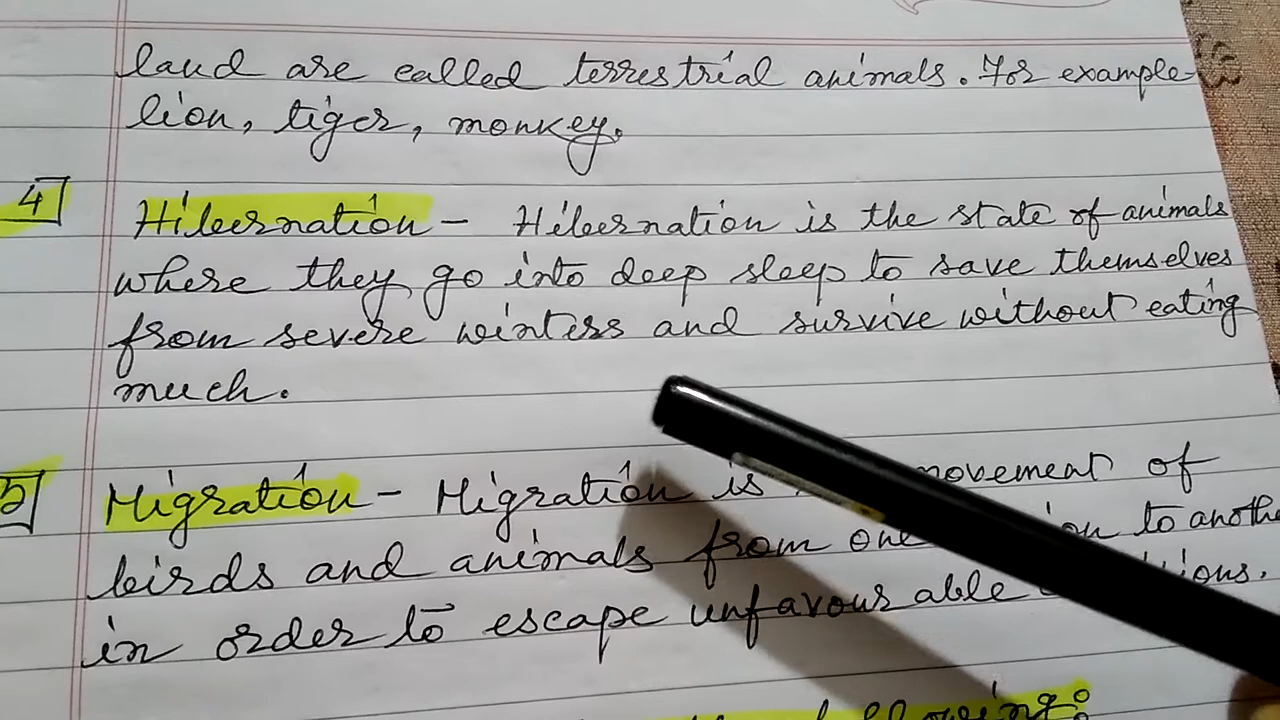 land are called terrestrial animals. For example-
lion, tiger, monkey.
4 Hibernation - Hibernation is the state of animals
where they go into deep sleep to save themselves
from severe winters and survive without eating
much.
5 Migration - Migration is movement of
birds and animals from one to anothe
in order to escape unfavourable